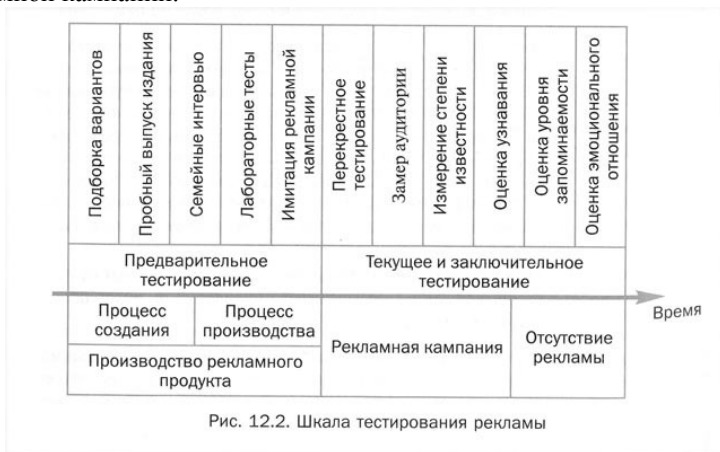 Подборка вариантов
Пробный выпуск издания
Семейные интервью
Лабораторные тесты
Имитация рекламной
кампании
Перекрестное
тестирование
Замер аудитории
Измерение степени
известности
Оценка узнавания
Оценка уровня
запоминаемости
Оценка эмоционального
отношения
Предварительное
тестирование
Текущее и заключительное
тестирование
Время
Процесс
создания
Процесс
производства
Производство рекламного
продукта
Рекламная кампания
Отсутствие
рекламы
Рис. 12.2. Шкала тестирования рекламы